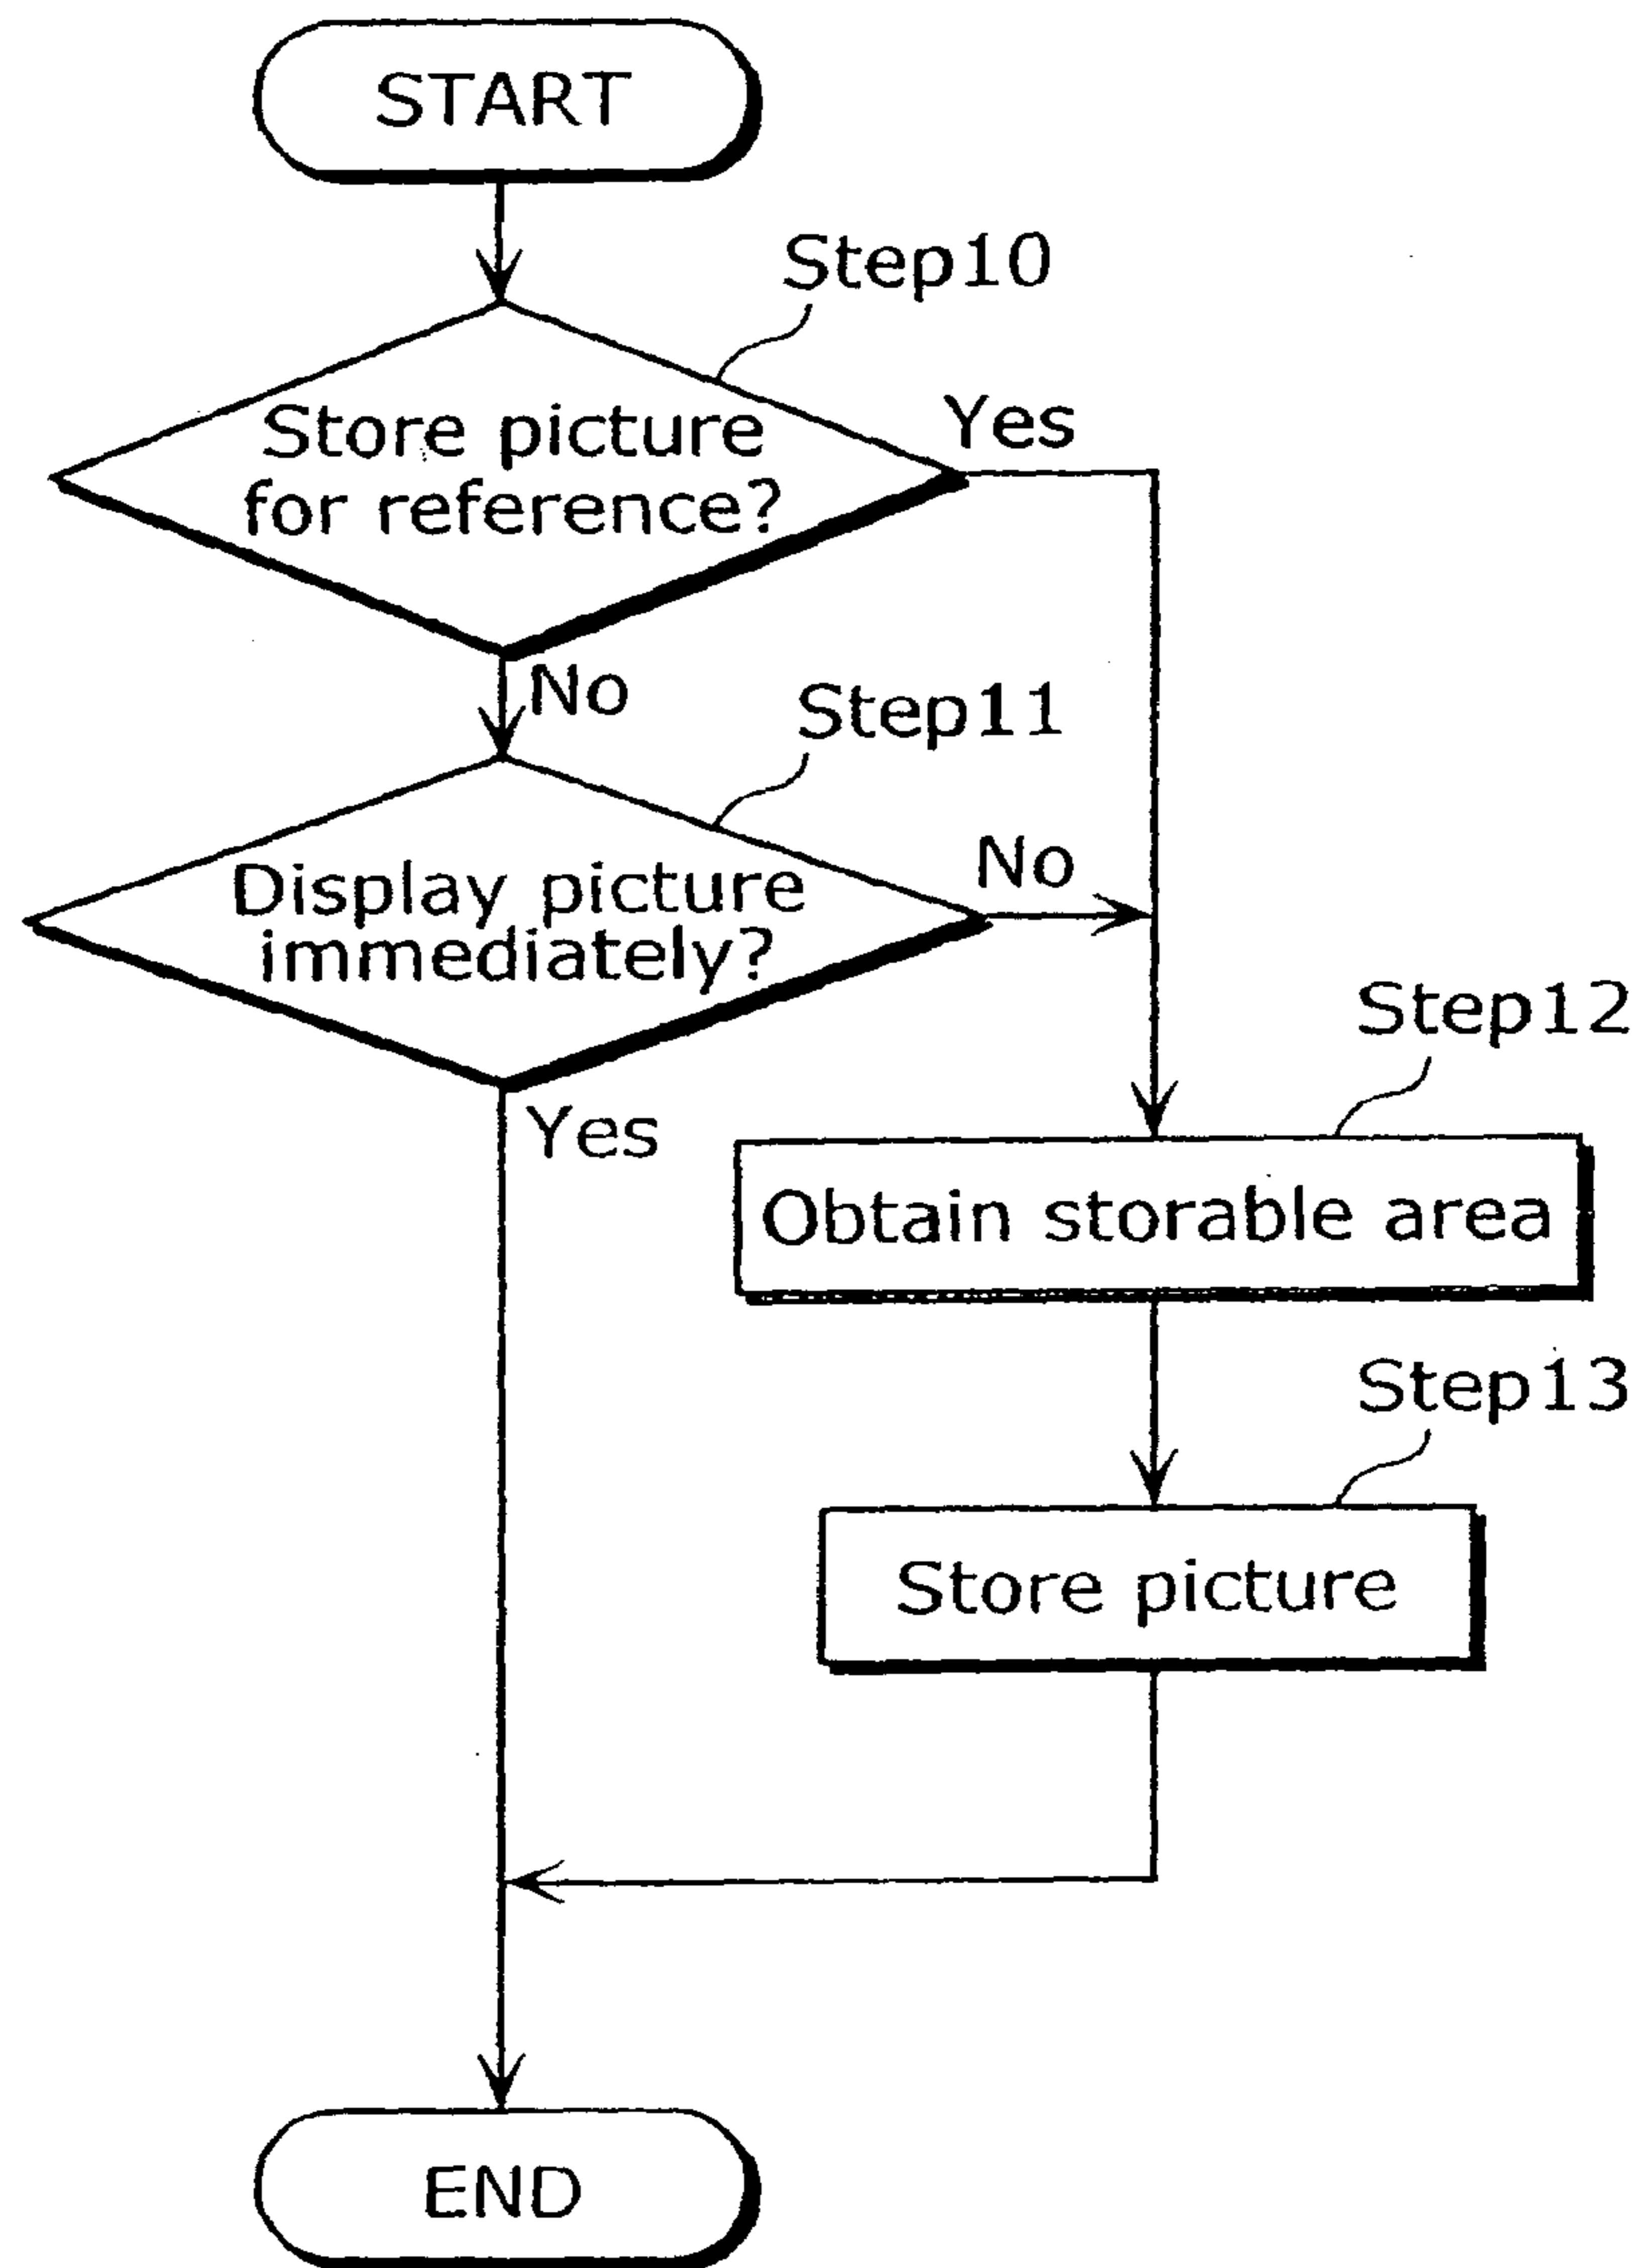 START
Step10
Store picture
for reference?
Yes
No
Step11
Display picture
immediately?
No
Yes
Step12
Obtain storable area
Step13
Store picture
END